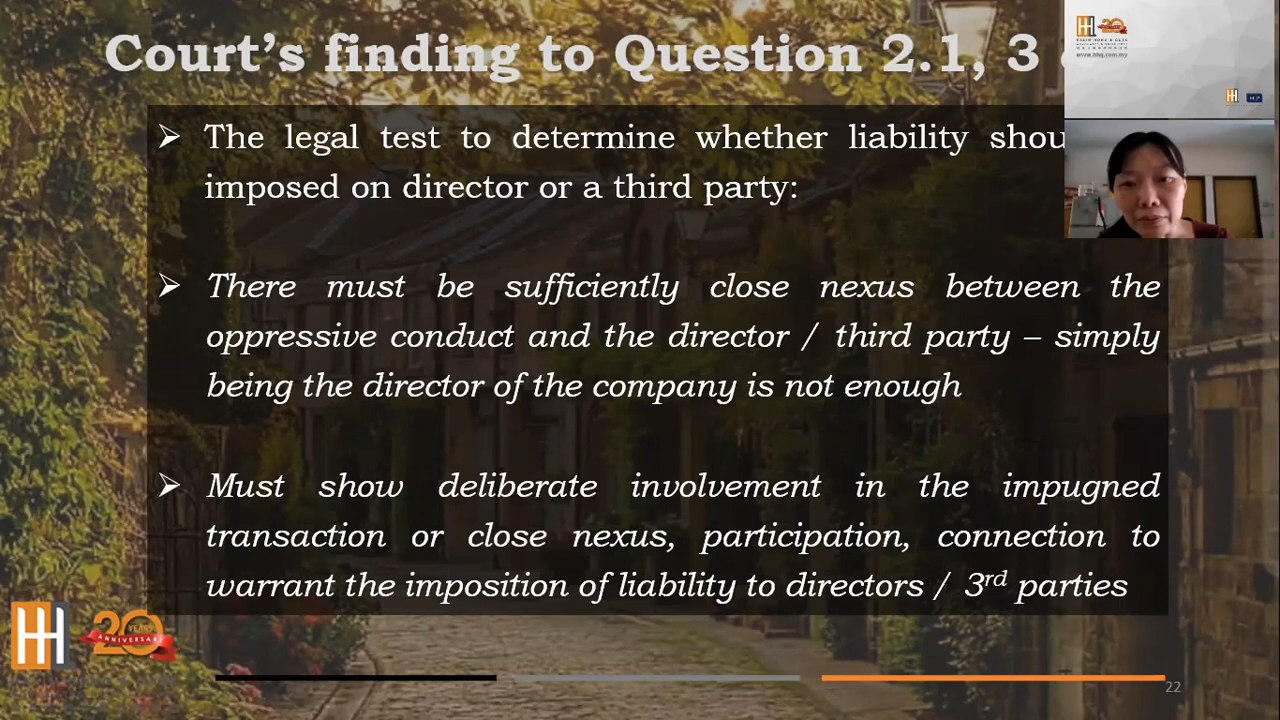 Court's finding to Question 2.1, 3
➢ The legal test to determine whether liability shou
imposed on director or a third party:
➢ There must be sufficiently close nexus between the
oppressive conduct and the director / third party – simply
being the director of the company is not enough
➢ Must show deliberate involvement in the impugned
transaction or close nexus, participation, connection to
warrant the imposition of liability to directors / 3rd parties
20
YEARS
ANNIVERSARY
22